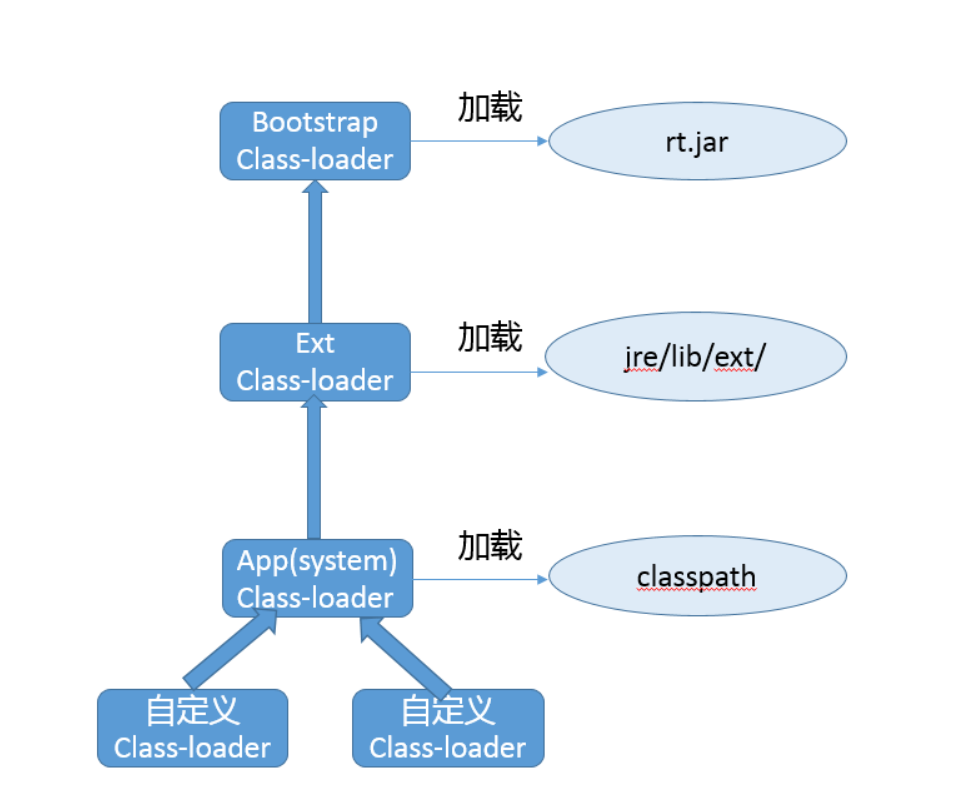 Bootstrap
Class-loader
加载
rt.jar
Ext
Class-loader
加载
jre/lib/ext/
App(system)
Class-loader
加载
classpath
自定义
Class-loader
自定义
Class-loader